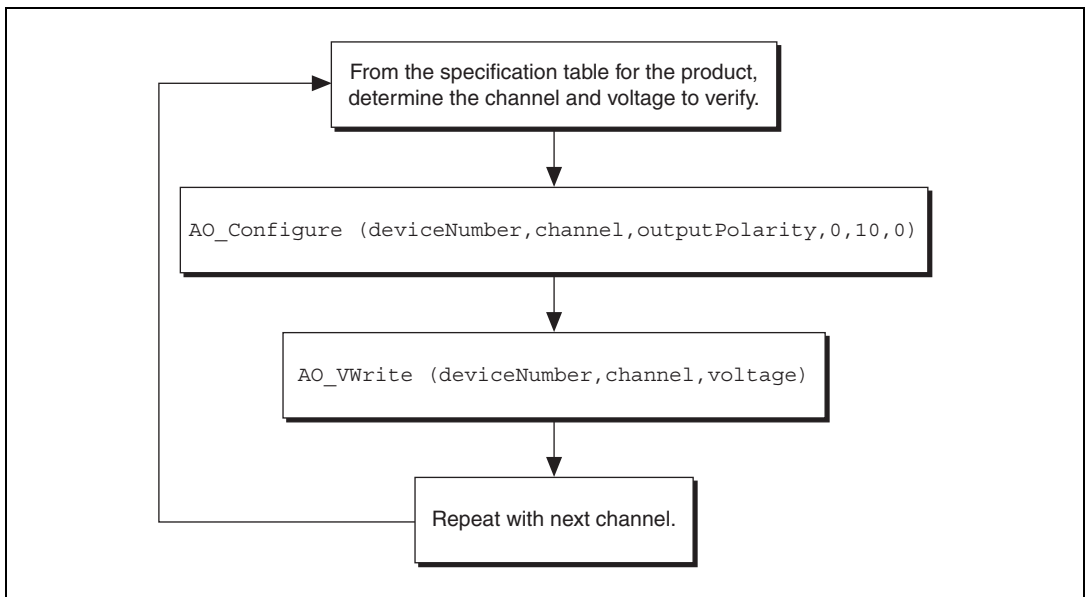 From the specification table for the product,
determine the channel and voltage to verify.
AO_Configure (deviceNumber,channel,outputPolarity,0,10,0)
AO_VWrite (deviceNumber,channel,voltage)
Repeat with next channel.